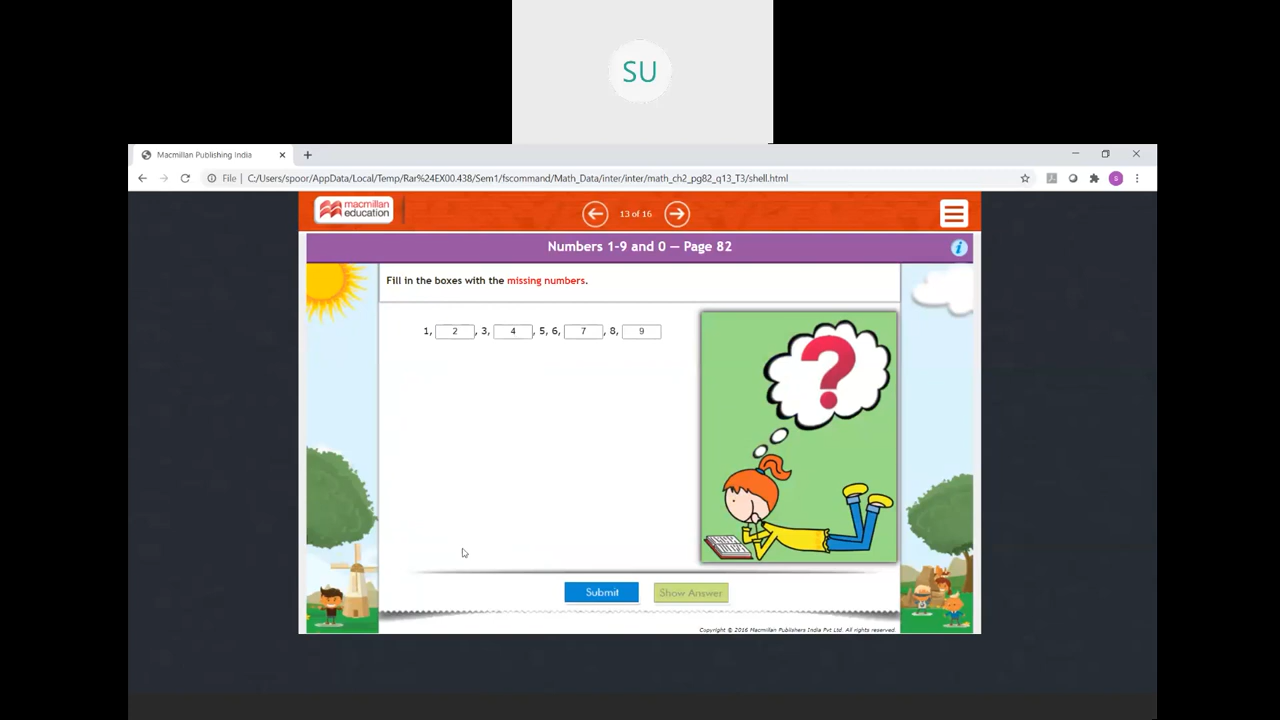 SU
Macmillan Publishing India
File | C:/Users/spoor/AppData/Local/Temp/Rar%24EX00.438/Sem1/fscommand/Math_Data/inter/inter/math_ch2_pg82_q13_T3/shell.html
s
macmillan
education
13 of 16
Numbers 1-9 and 0 — Page 82
i
Fill in the boxes with the missing numbers.
1, 2 , 3, 4 , 5, 6, 7 , 8, 9
?
Submit
Show Answer
Copyright © 2016 Macmillan Publishers India Pvt Ltd. All rights reserved.